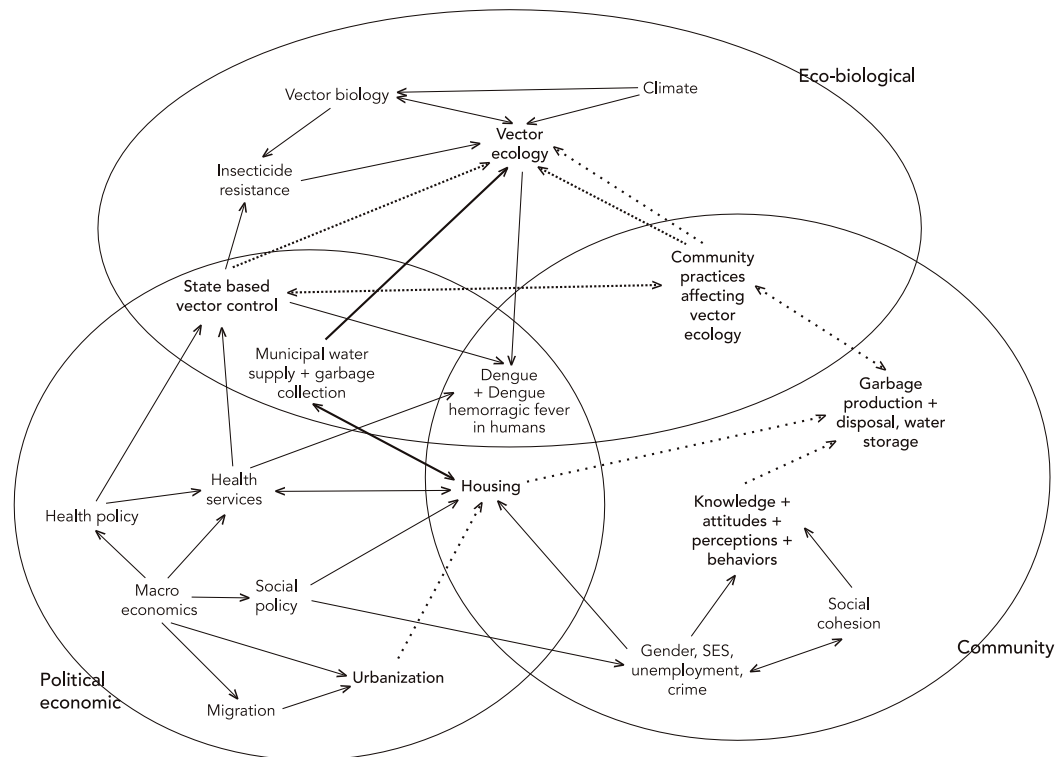 Eco-biological
Vector biology
Climate
Vector
ecology
Insecticide
resistance
Community
practices
affecting
vector
ecology
State based
vector control
Municipal water
supply + garbage
collection
Dengue
+ Dengue
hemorragic fever
in humans
Garbage
production +
disposal, water
storage
Health
services
Housing
Knowledge +
attitudes +
perceptions +
behaviors
Health policy
Macro
economics
Social
policy
Social
cohesion
Gender, SES,
unemployment,
crime
Community
Political
economic
Urbanization
Migration